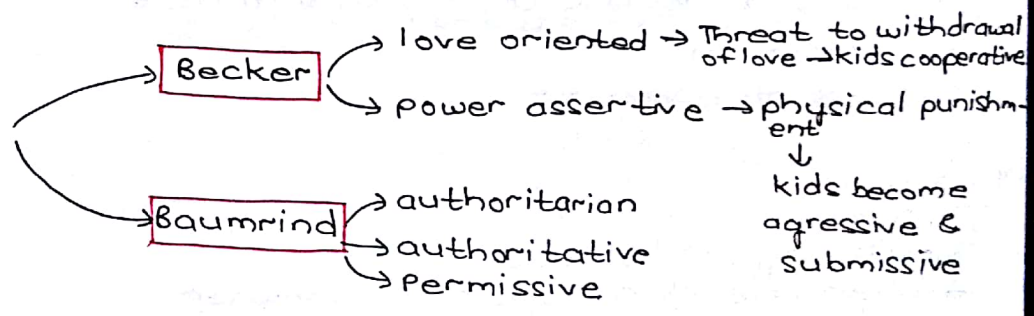 Becker
love oriented → Threat to withdrawal
of love → kids cooperative
power assertive → physical punishm-
ent
↓
kids become
agressive &
submissive
Baumrind
authoritarian
authoritative
Permissive